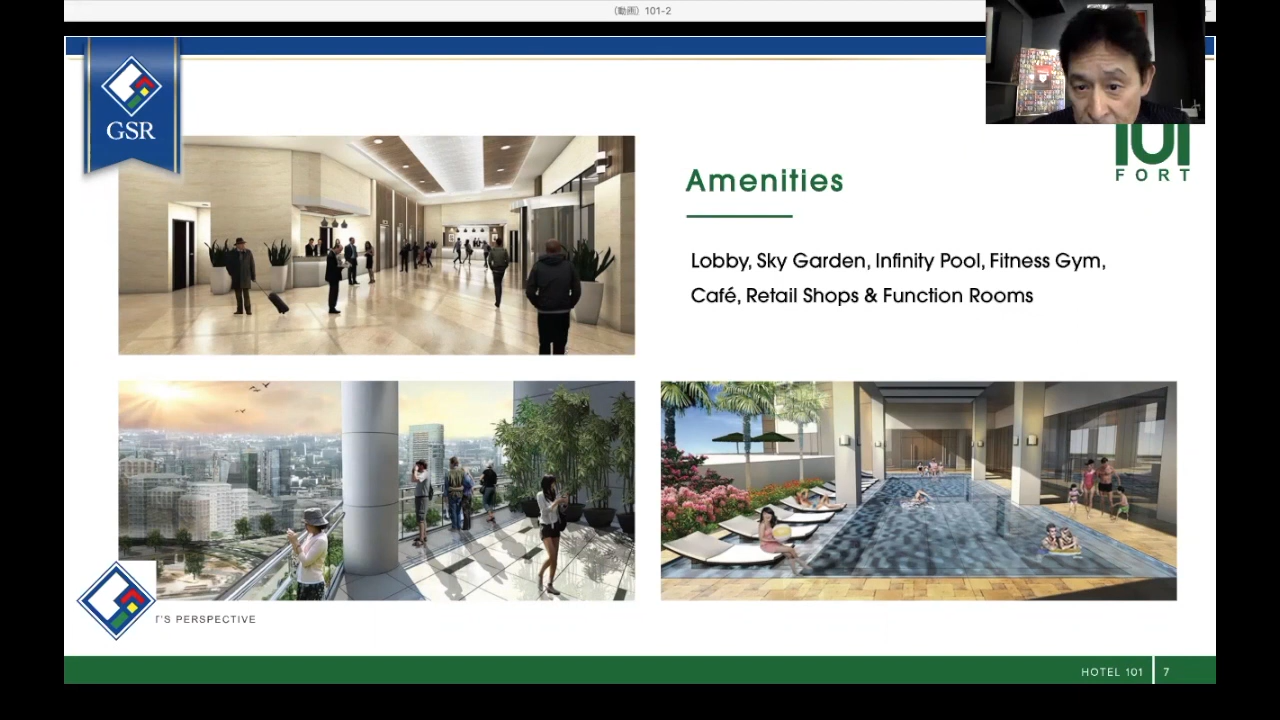 （動画）101-2
GSR
101
FORT
Amenities
Lobby, Sky Garden, Infinity Pool, Fitness Gym,
Café, Retail Shops & Function Rooms
T'S PERSPECTIVE
HOTEL 101
7